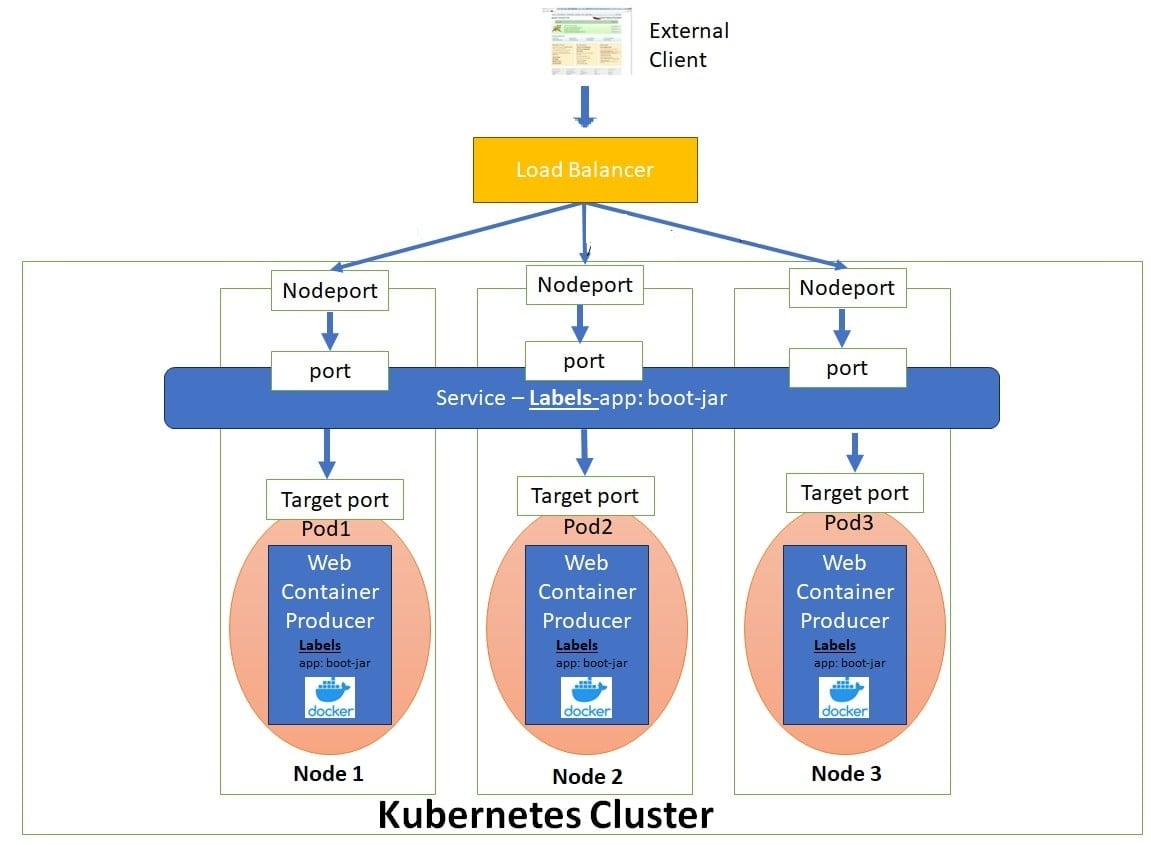 External
Client
Load Balancer
Nodeport
Nodeport
Nodeport
port
port
port
Service – Labels-app: boot-jar
Target port
Target port
Target port
Pod1
Pod2
Pod3
Web
Container
Producer
Labels
app: boot-jar
docker
Web
Container
Producer
Labels
app: boot-jar
docker
Web
Container
Producer
Labels
app: boot-jar
docker
Node 1
Node 2
Node 3
Kubernetes Cluster